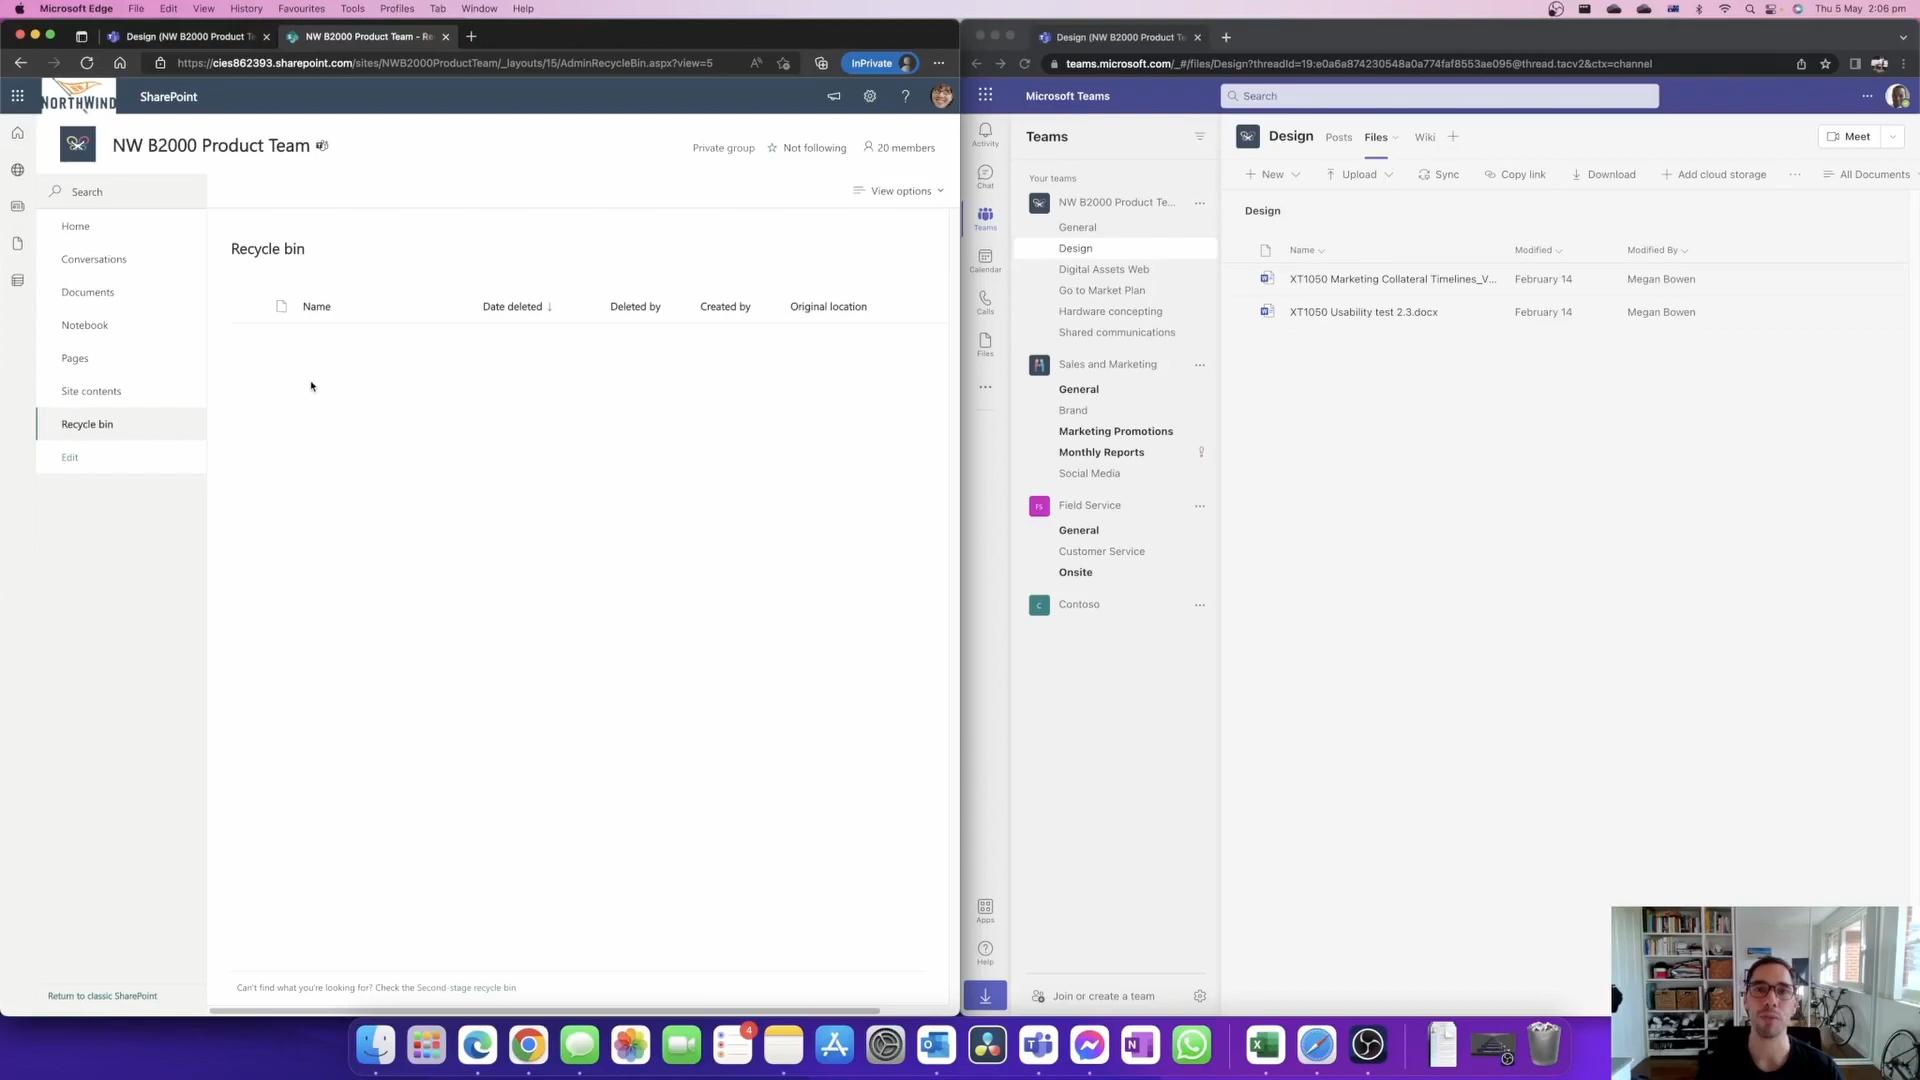 Microsoft Edge File Edit View History Favourites Tools Profiles Tab Window Help
Thu 5 May 2:06 pm
Design (NW B2000 Product Te
NW B2000 Product Team - Re
https://cies862393.sharepoint.com/sites/NWB2000ProductTeam/_layouts/15/AdminRecycleBin.aspx?view=5
InPrivate
NORTHWIND
SharePoint
NW B2000 Product Team
Private group
Not following
20 members
Search
View options
Home
Conversations
Documents
Notebook
Pages
Site contents
Recycle bin
Edit
Return to classic SharePoint
Recycle bin
Name Date deleted Deleted by Created by Original location
Can't find what you're looking for? Check the Second-stage recycle bin
Design (NW B2000 Product Te
teams.microsoft.com/_#/files/Design?threadId=19:e0a6a874230548a0a774faf8553ae095@thread.tacv2&ctx=channel
Microsoft Teams
Search
Activity
Chat
Teams
Calendar
Calls
Files
Apps
Help
Teams
Your teams
NW B2000 Product Te...
General
Design
Digital Assets Web
Go to Market Plan
Hardware concepting
Shared communications
Sales and Marketing
General
Brand
Marketing Promotions
Monthly Reports
Social Media
FS
Field Service
General
Customer Service
Onsite
C
Contoso
Join or create a team
Design Posts Files Wiki
Meet
New Upload Sync Copy link Download Add cloud storage
All Documents
Design
Name Modified Modified By
XT1050 Marketing Collateral Timelines_V... February 14 Megan Bowen
XT1050 Usability test 2.3.docx February 14 Megan Bowen
4